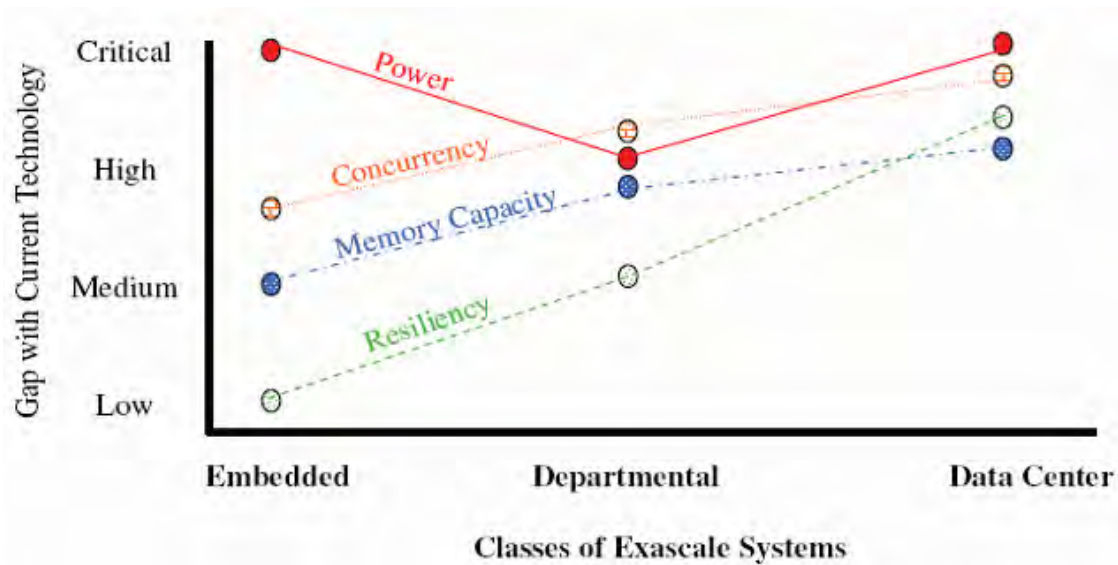 Gap with Current Technology
Critical
High
Medium
Low
Power
Concurrency
Memory Capacity
Resiliency
Embedded
Departmental
Data Center
Classes of Exascale Systems